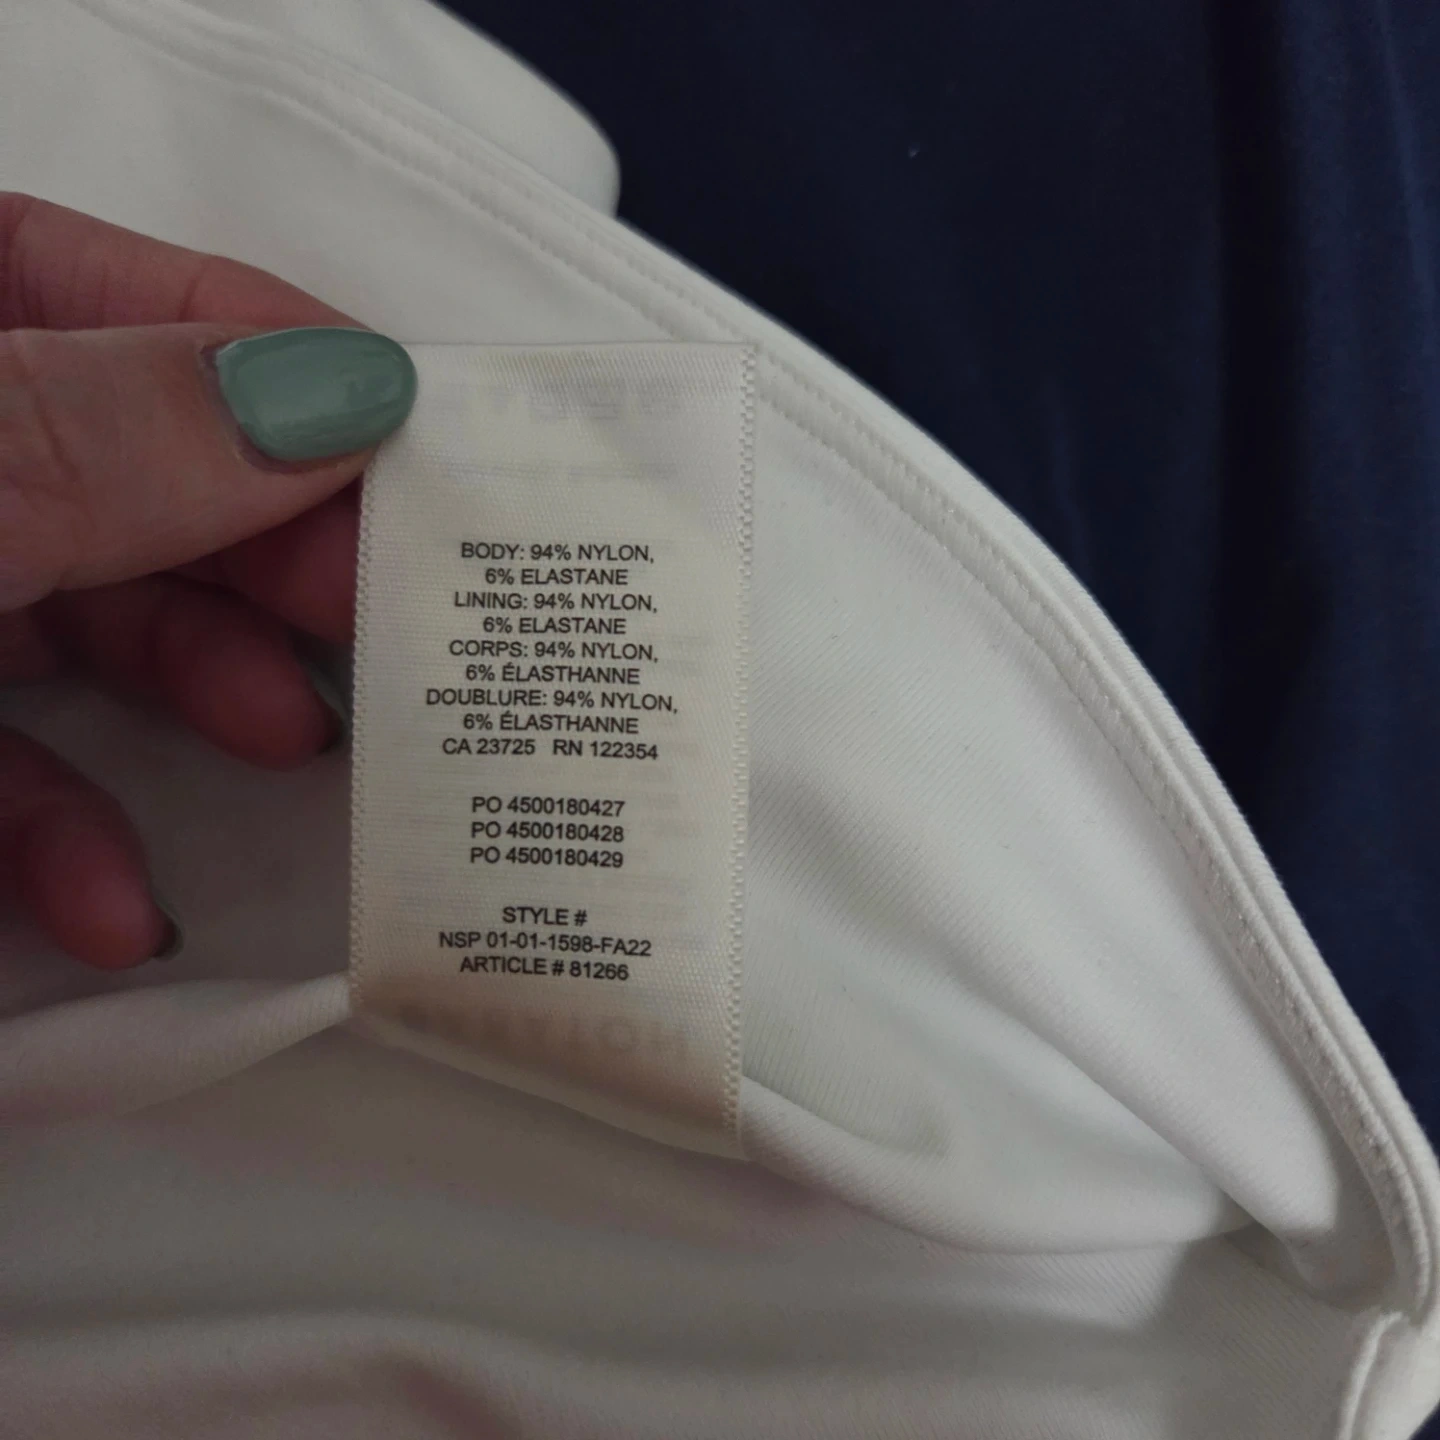 BODY: 94% NYLON,
6% ELASTANE
LINING: 94% NYLON,
6% ELASTANE
CORPS: 94% NYLON,
6% ÉLASTHANNE
DOUBLURE: 94% NYLON,
6% ÉLASTHANNE
CA 23725 RN 122354
PO 4500180427
PO 4500180428
PO 4500180429
STYLE #
NSP 01-01-1598-FA22
ARTICLE # 81266